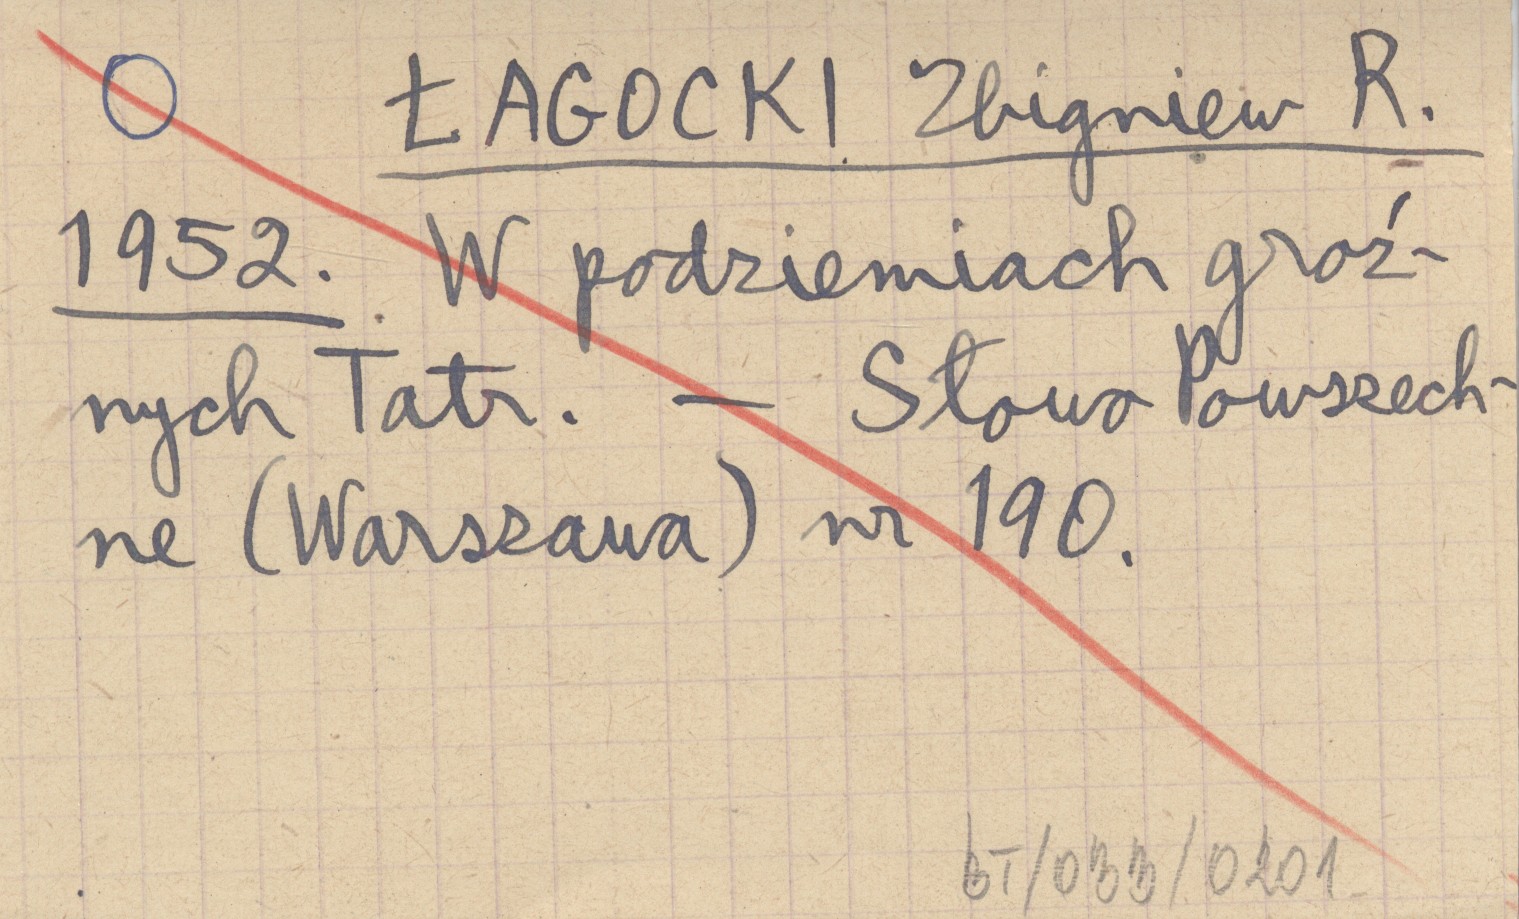 O ŁAGOCKI Zbigniew R.
1952. W podziemiach groź-
nych Tatr. — Słowo Powszech-
ne (Warszawa) nr 190.
BT/033/0201